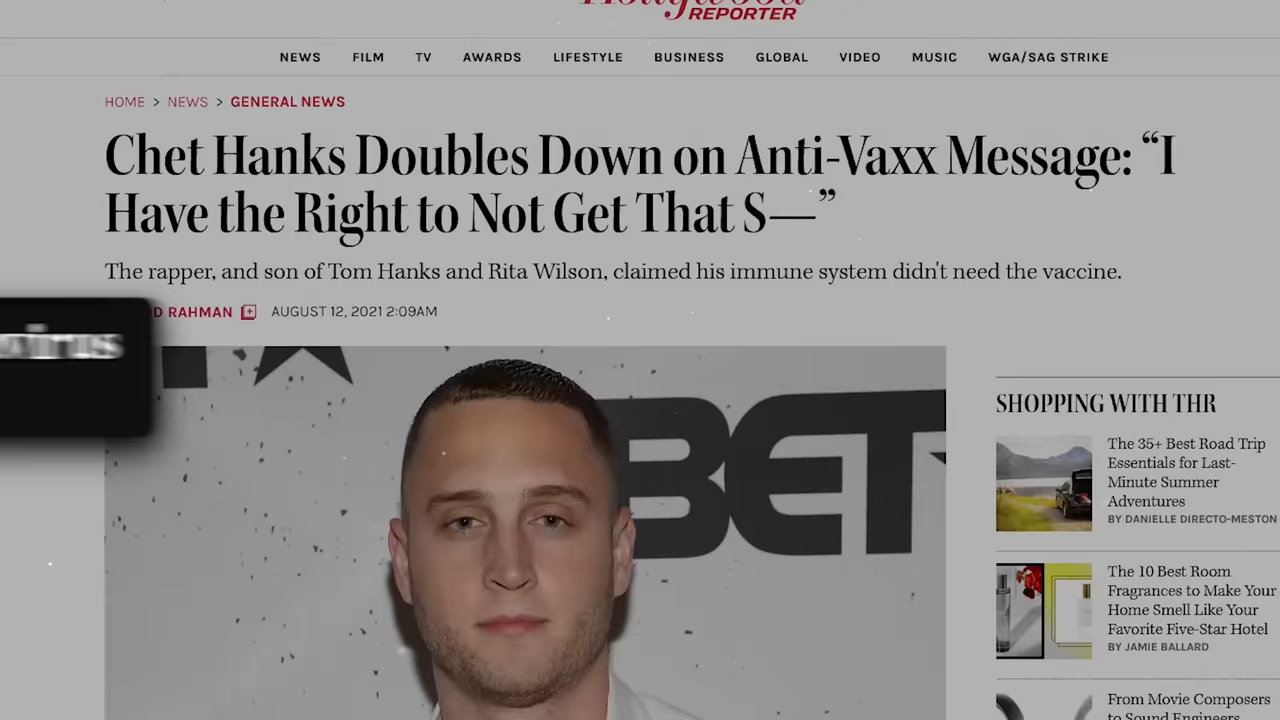 Hollywood
REPORTER
NEWS FILM TV AWARDS LIFESTYLE BUSINESS GLOBAL VIDEO MUSIC WGA/SAG STRIKE
HOME > NEWS > GENERAL NEWS
Chet Hanks Doubles Down on Anti-Vaxx Message: “I
Have the Right to Not Get That S—”
The rapper, and son of Tom Hanks and Rita Wilson, claimed his immune system didn't need the vaccine.
RAHMAN AUGUST 12, 2021 2:09AM
BET
SHOPPING WITH THR
The 35+ Best Road Trip
Essentials for Last-
Minute Summer
Adventures
BY DANIELLE DIRECTO-MESTON
The 10 Best Room
Fragrances to Make Your
Home Smell Like Your
Favorite Five-Star Hotel
BY JAMIE BALLARD
From Movie Composers
to Sound Engineers